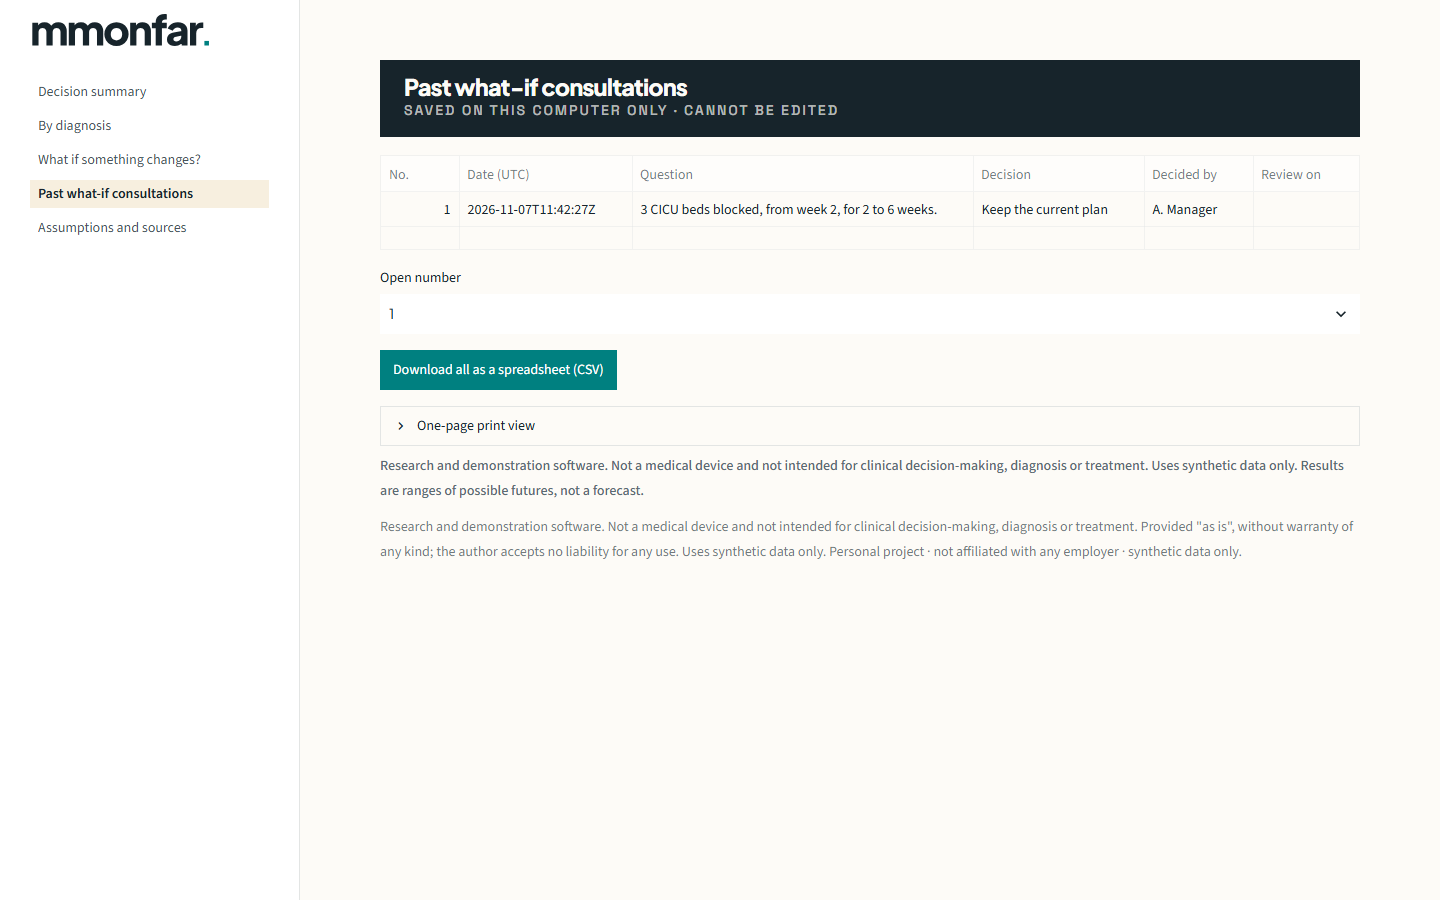 mmonfar.
Decision summary
By diagnosis
What if something changes?
Past what-if consultations
Assumptions and sources
Past what-if consultations
SAVED ON THIS COMPUTER ONLY · CANNOT BE EDITED
No. Date (UTC) Question Decision Decided by Review on
1 2026-11-07T11:42:27Z 3 CICU beds blocked, from week 2, for 2 to 6 weeks. Keep the current plan A. Manager
Open number
1
Download all as a spreadsheet (CSV)
One-page print view
Research and demonstration software. Not a medical device and not intended for clinical decision-making, diagnosis or treatment. Uses synthetic data only. Results
are ranges of possible futures, not a forecast.
Research and demonstration software. Not a medical device and not intended for clinical decision-making, diagnosis or treatment. Provided "as is", without warranty of
any kind; the author accepts no liability for any use. Uses synthetic data only. Personal project · not affiliated with any employer · synthetic data only.